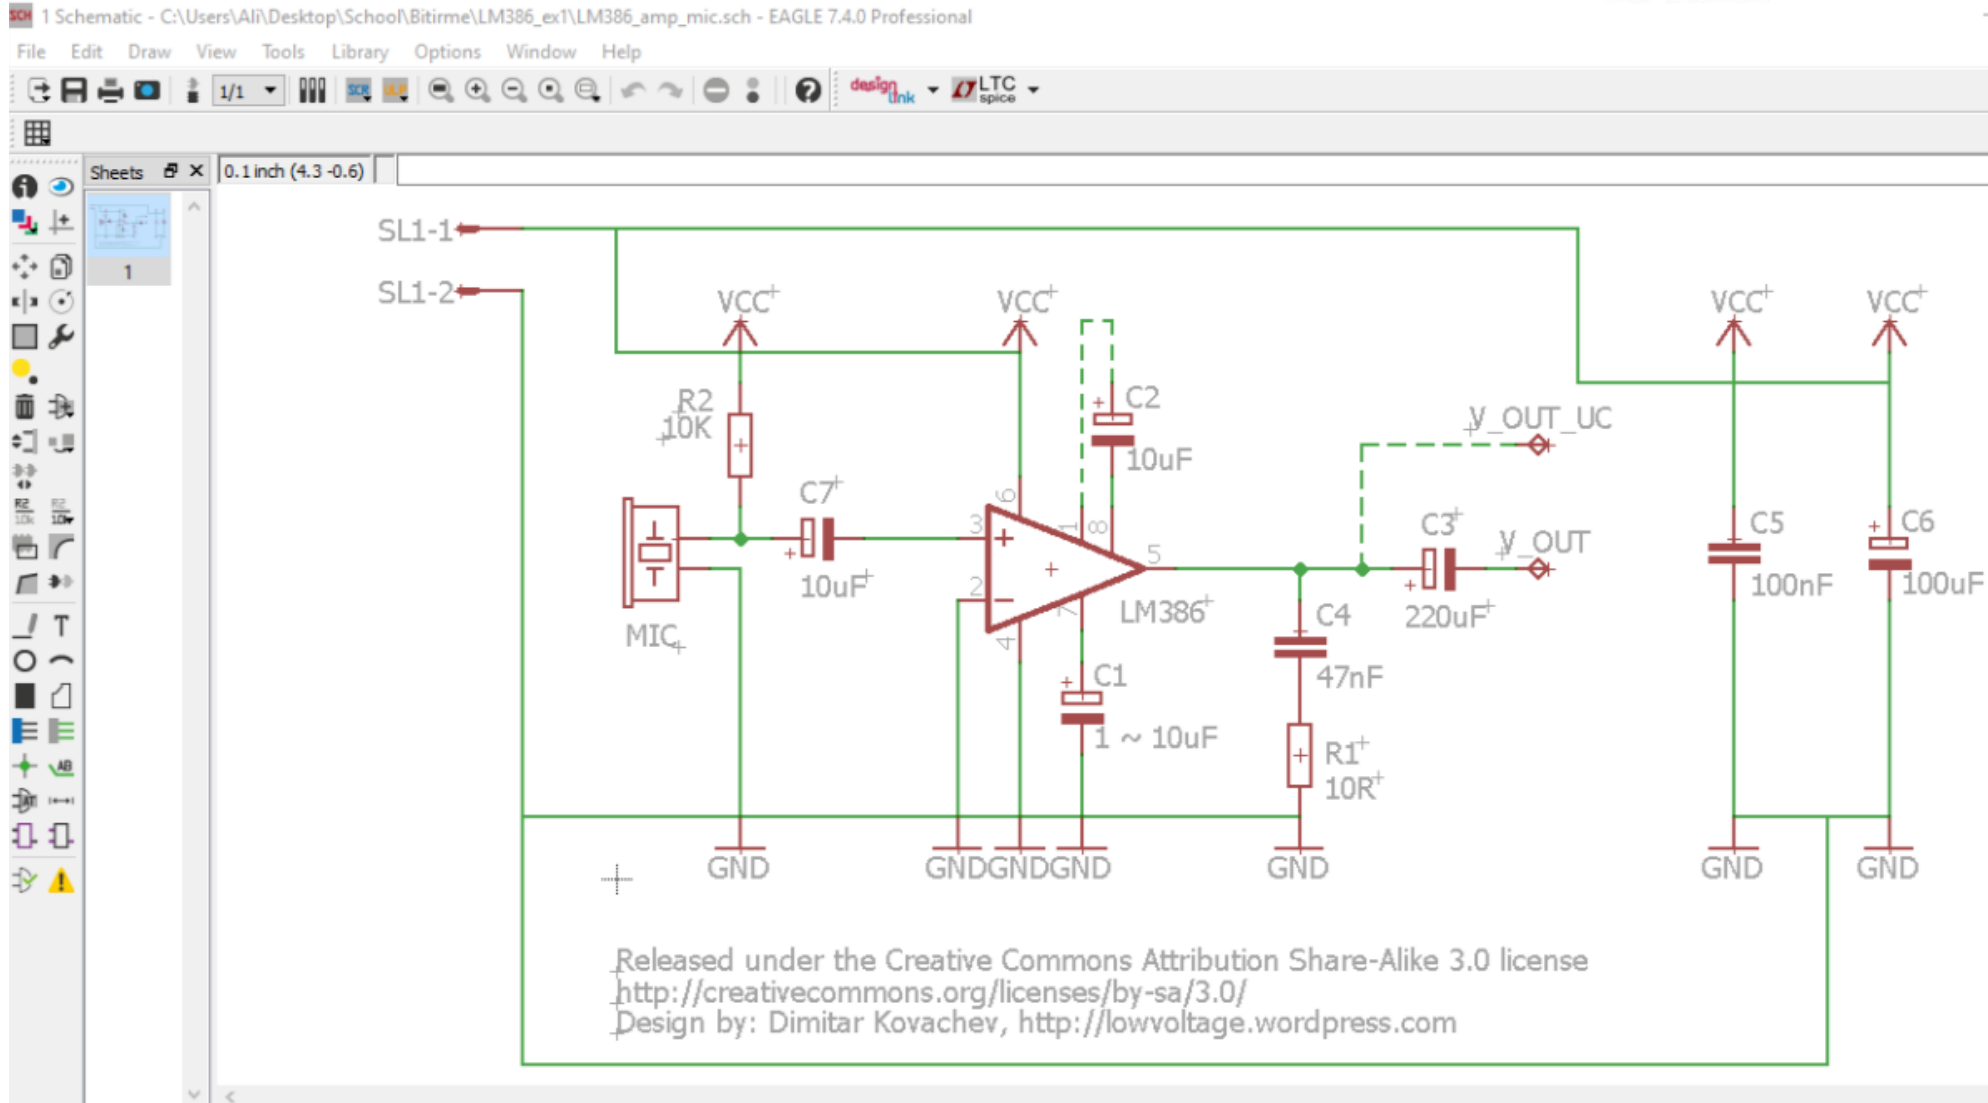 1 Schematic - C:\Users\Ali\Desktop\School\Bitirme\LM386_ex1\LM386_amp_mic.sch - EAGLE 7.4.0 Professional
File Edit Draw View Tools Library Options Window Help
1/1 SCR ULP design link LTC spice
Sheets 0.1 inch (4.3 -0.6)
1
SL1-1
SL1-2
VCC VCC VCC VCC
R2
10K
C2
10uF
V_OUT_UC
C7
10uF
MIC
3
2
6
1
8
5
4
7
LM386
C3
220uF
V_OUT
C5
100nF
C6
100uF
C4
47nF
C1
1 ~ 10uF
R1
10R
GND GND GND GND GND GND GND
Released under the Creative Commons Attribution Share-Alike 3.0 license
http://creativecommons.org/licenses/by-sa/3.0/
Design by: Dimitar Kovachev, http://lowvoltage.wordpress.com